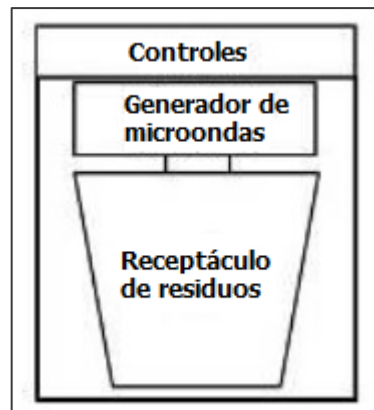 Controles
Generador de
microondas
Receptáculo
de residuos